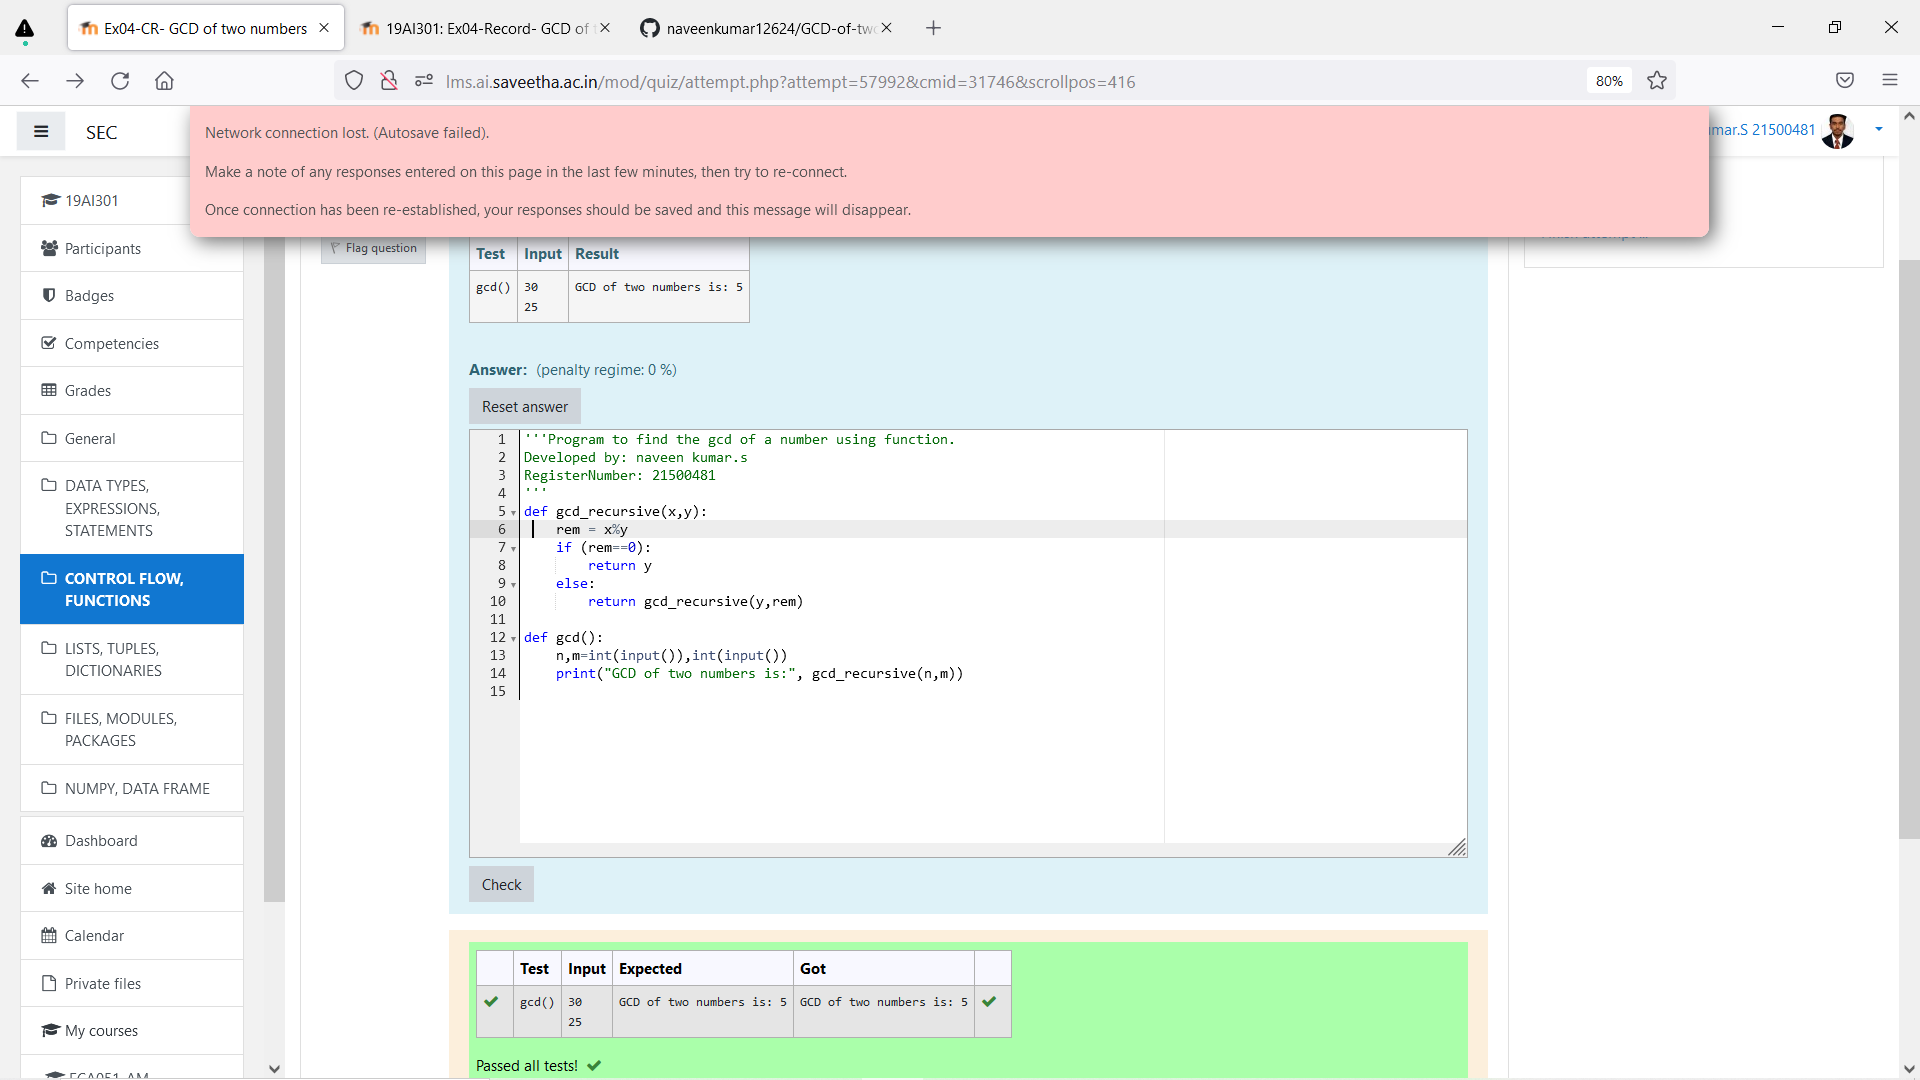 Ex04-CR- GCD of two numbers
19AI301: Ex04-Record- GCD of
naveenkumar12624/GCD-of-tw
lms.ai.saveetha.ac.in/mod/quiz/attempt.php?attempt=57992&cmid=31746&scrollpos=416
80%
SEC
Network connection lost. (Autosave failed).
Make a note of any responses entered on this page in the last few minutes, then try to re-connect.
Once connection has been re-established, your responses should be saved and this message will disappear.
mar.S 21500481
19AI301
Participants
Badges
Competencies
Grades
General
DATA TYPES,
EXPRESSIONS,
STATEMENTS
CONTROL FLOW,
FUNCTIONS
LISTS, TUPLES,
DICTIONARIES
FILES, MODULES,
PACKAGES
NUMPY, DATA FRAME
Dashboard
Site home
Calendar
Private files
My courses
Flag question
Test Input Result
gcd() 30 GCD of two numbers is: 5
25
Answer: (penalty regime: 0 %)
Reset answer
1 '''Program to find the gcd of a number using function.
2 Developed by: naveen kumar.s
3 RegisterNumber: 21500481
4 '''
5 def gcd_recursive(x,y):
6     rem = x%y
7     if (rem==0):
8         return y
9     else:
10         return gcd_recursive(y,rem)
11
12 def gcd():
13     n,m=int(input()),int(input())
14     print("GCD of two numbers is:", gcd_recursive(n,m))
15
Check
Test Input Expected Got
gcd() 30 GCD of two numbers is: 5 GCD of two numbers is: 5
25
Passed all tests!